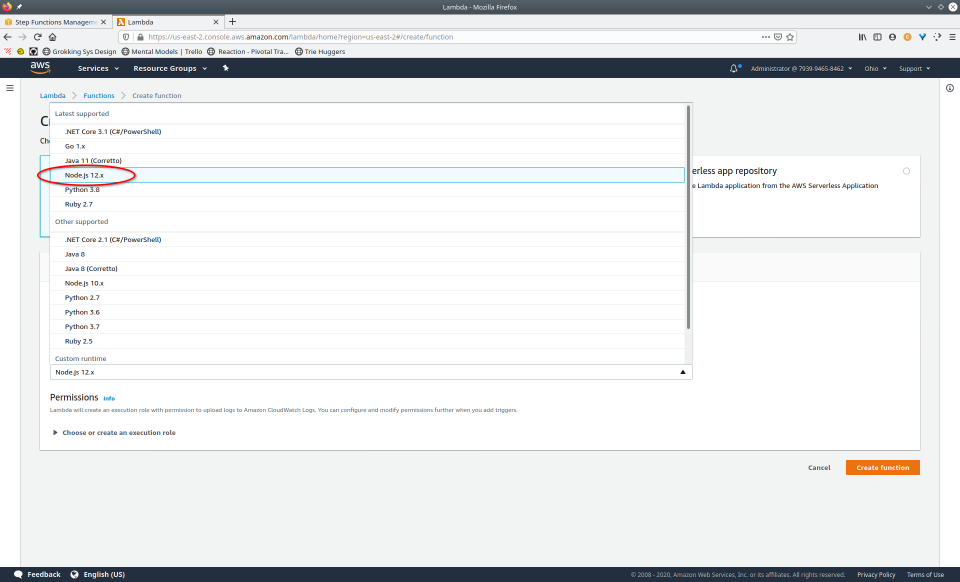 Lambda - Mozilla Firefox
Step Functions Managem
Lambda
https://us-east-2.console.aws.amazon.com/lambda/home?region=us-east-2#/create/function
Grokking Sys Design
Mental Models | Trello
Reaction - Pivotal Tra...
Trie Huggers
aws
Services
Resource Groups
Administrator @ 7939-9465-8462
Ohio
Support
Lambda
Functions
Create function
Latest supported
.NET Core 3.1 (C#/PowerShell)
Go 1.x
Java 11 (Corretto)
Node.js 12.x
Python 3.8
Ruby 2.7
Other supported
.NET Core 2.1 (C#/PowerShell)
Java 8
Java 8 (Corretto)
Node.js 10.x
Python 2.7
Python 3.6
Python 3.7
Ruby 2.5
Custom runtime
Node.js 12.x
erless app repository
e Lambda application from the AWS Serverless Application
Permissions Info
Lambda will create an execution role with permission to upload logs to Amazon CloudWatch Logs. You can configure and modify permissions further when you add triggers.
Choose or create an execution role
Cancel
Create function
Feedback
English (US)
© 2008 - 2020, Amazon Web Services, Inc. or its affiliates. All rights reserved.
Privacy Policy
Terms of Use